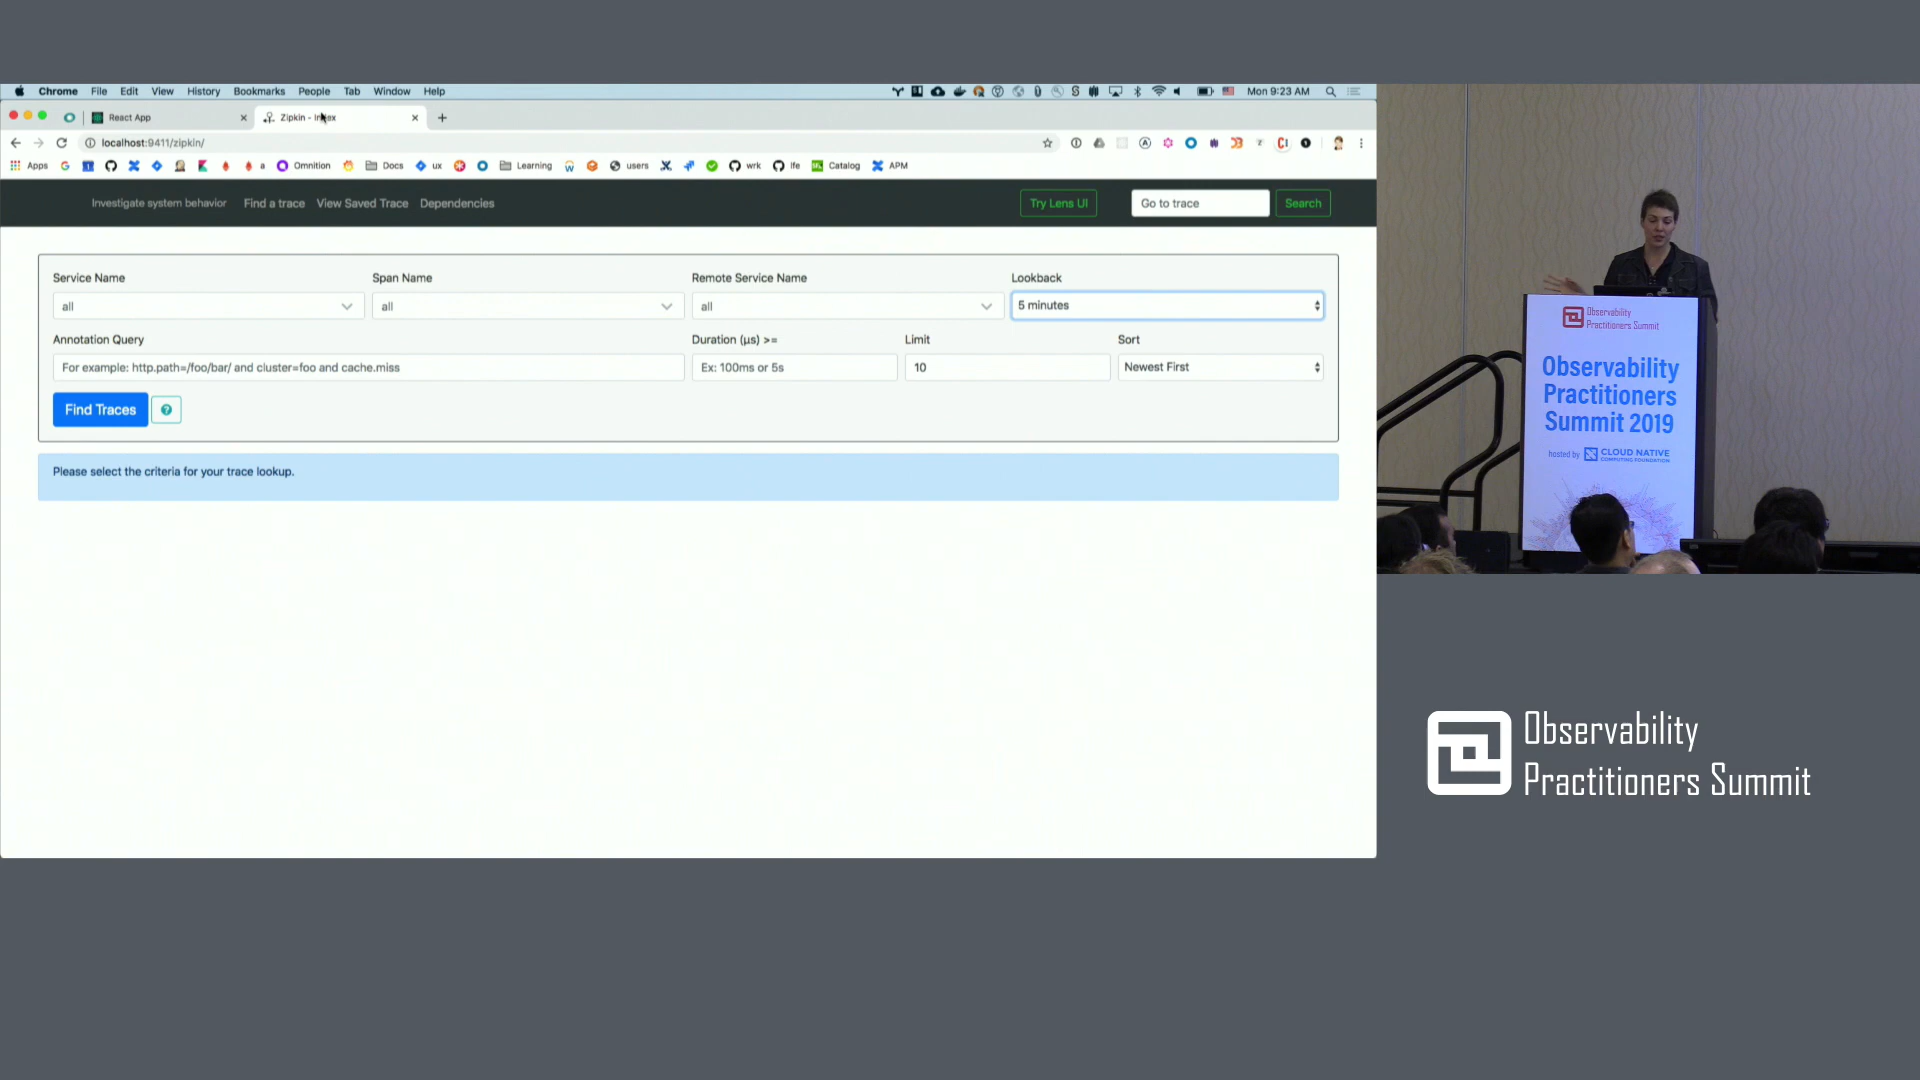 Chrome File Edit View History Bookmarks People Tab Window Help
Mon 9:23 AM
React App
Zipkin - Index
localhost:9411/zipkin/
Apps
a
Omnition
Docs
ux
Learning
users
wrk
lfe
Catalog
APM
Investigate system behavior
Find a trace
View Saved Trace
Dependencies
Try Lens UI
Go to trace
Search
Service Name
Span Name
Remote Service Name
Lookback
all
all
all
5 minutes
Annotation Query
Duration (μs) >=
Limit
Sort
For example: http.path=/foo/bar/ and cluster=foo and cache.miss
Ex: 100ms or 5s
10
Newest First
Find Traces
?
Please select the criteria for your trace lookup.
Observability
Practitioners Summit
Observability
Practitioners
Summit 2019
hosted by
CLOUD NATIVE
COMPUTING FOUNDATION
Observability
Practitioners Summit